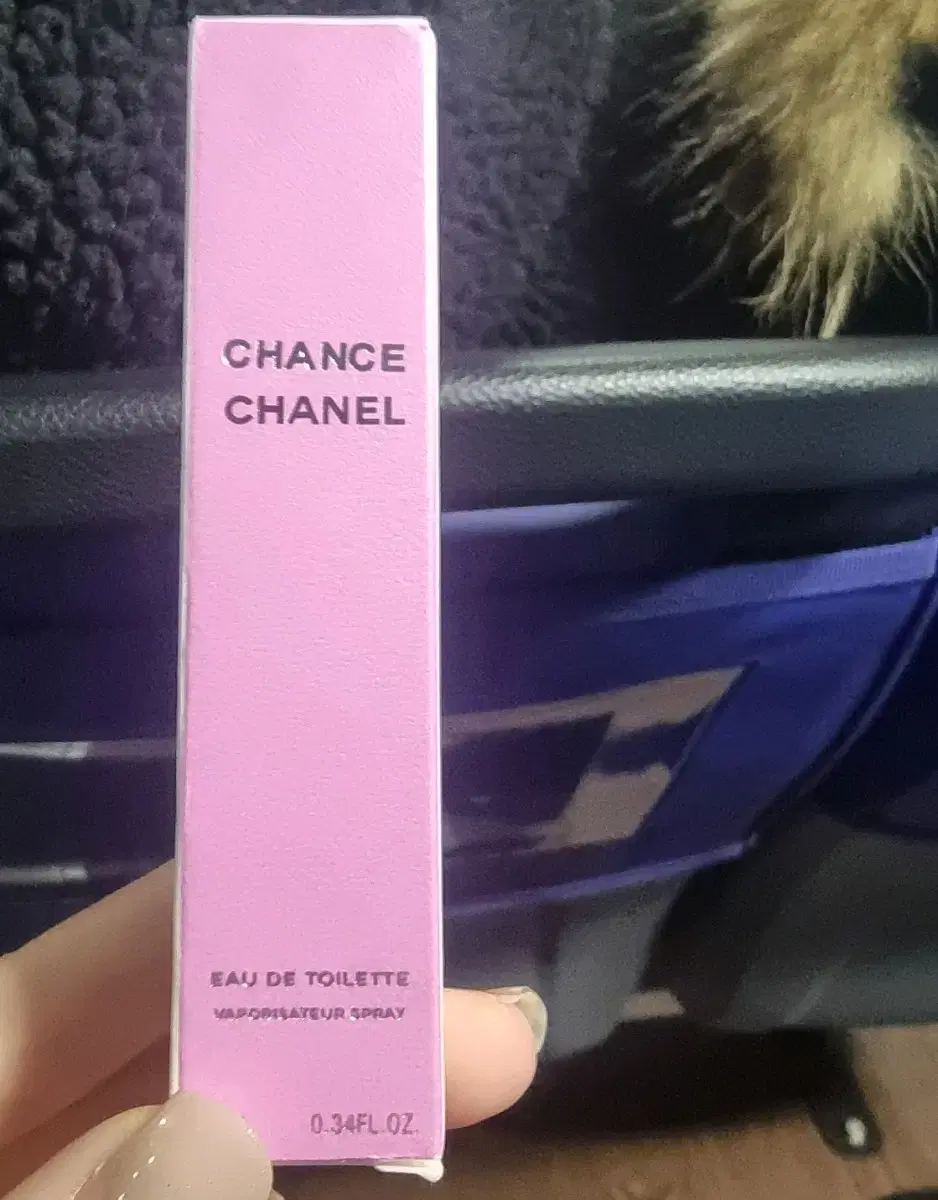 CHANCE
CHANEL
EAU DE TOILETTE
VAPORISATEUR SPRAY
0.34FL.OZ.